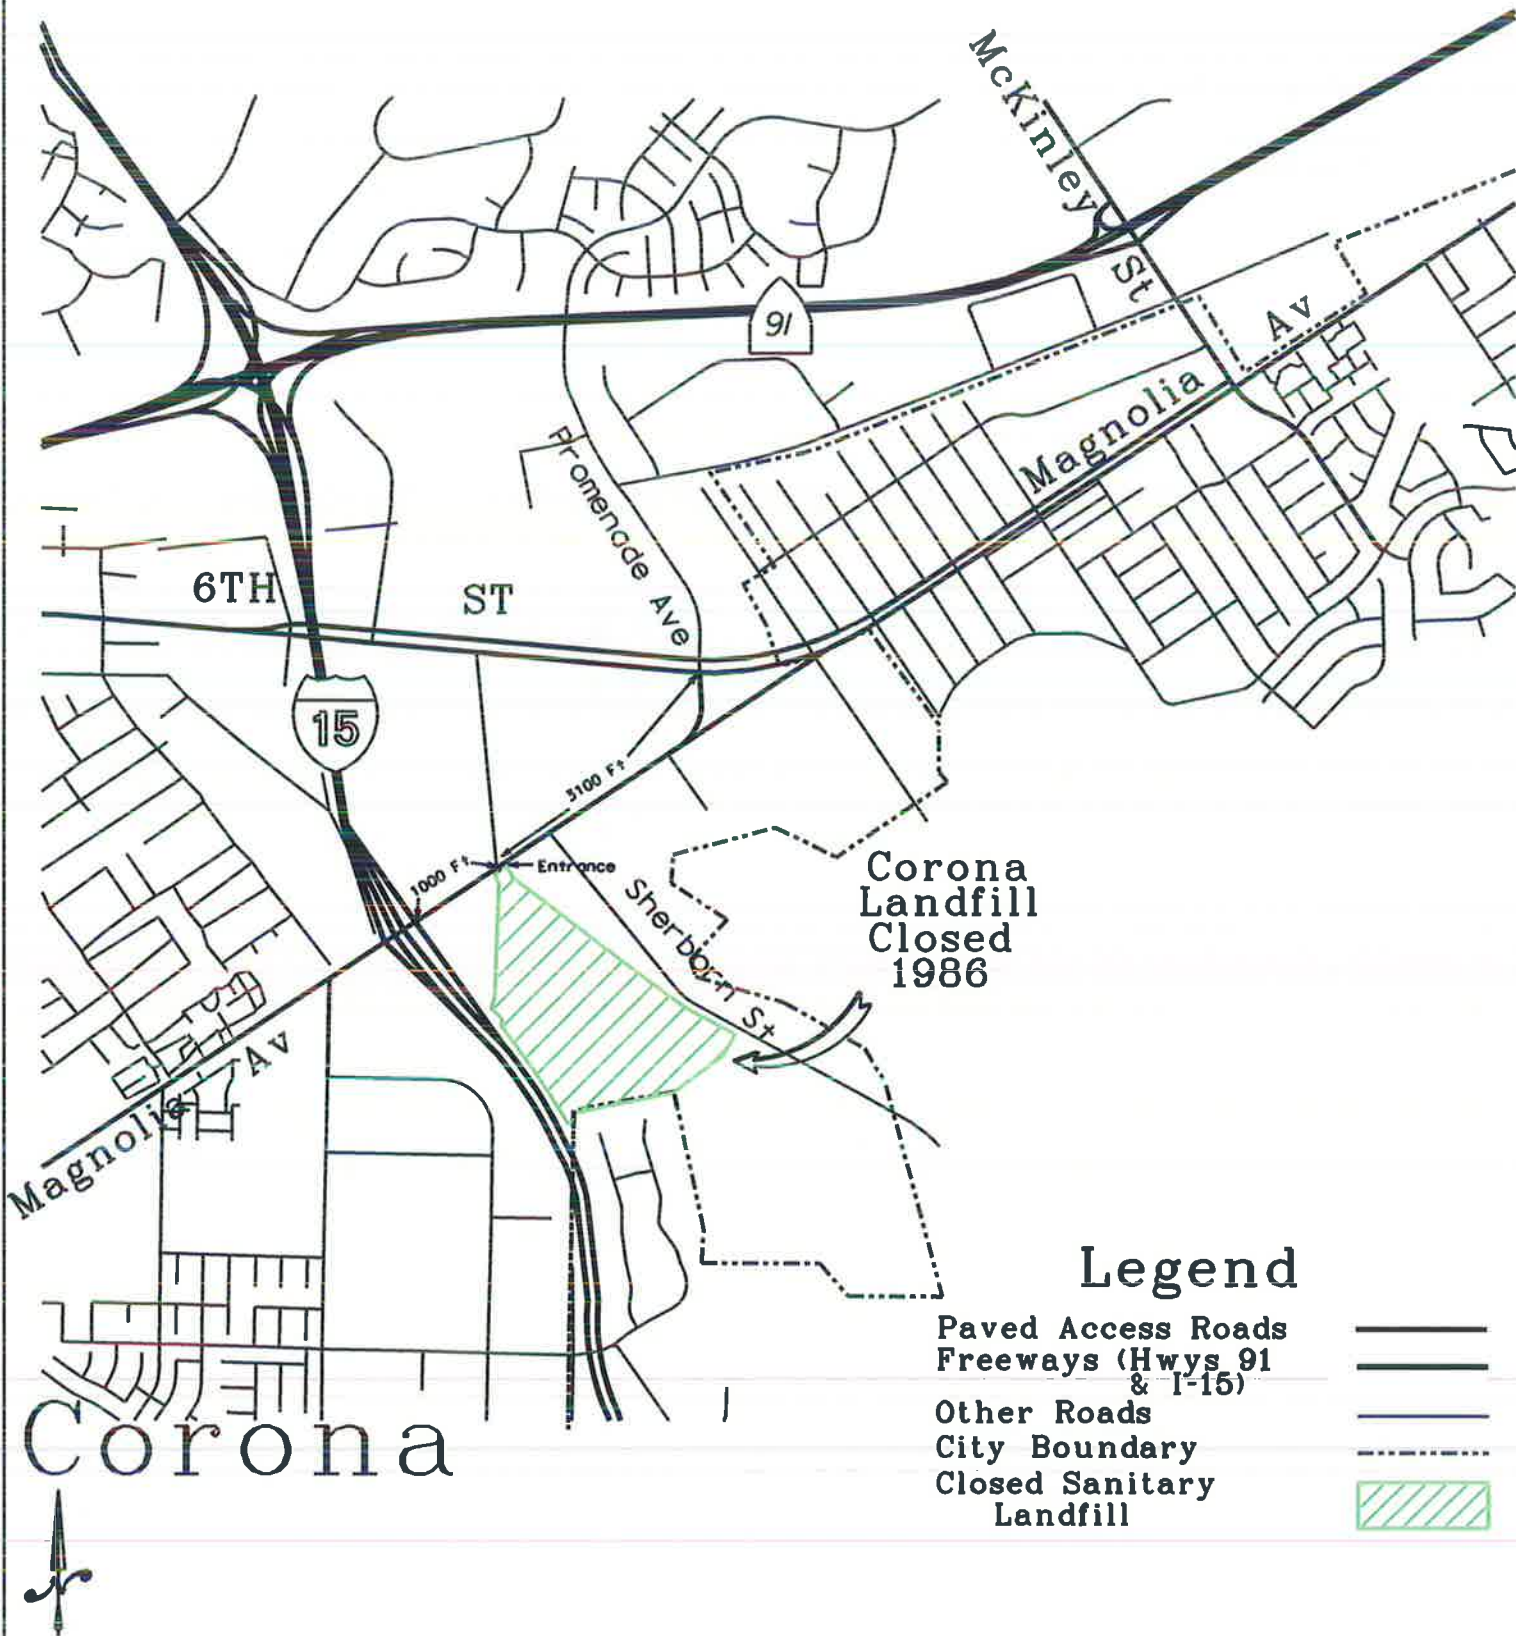 McKinley
St
91
Av
Magnolia
Promenade Ave
6TH
ST
15
3100 Ft
1000 Ft
Entrance
Sherborn St
Corona
Landfill
Closed
1986
Magnolia Av
Legend
Paved Access Roads
Freeways (Hwys 91
& I-15)
Other Roads
City Boundary
Closed Sanitary
Landfill
Corona
N